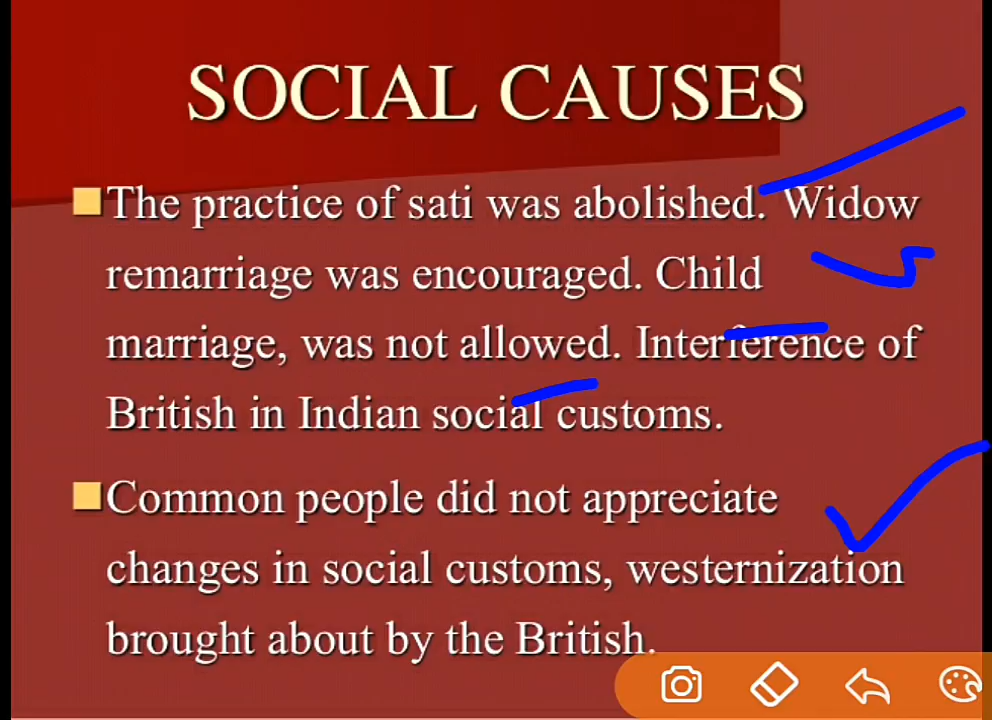 SOCIAL CAUSES
The practice of sati was abolished. Widow
remarriage was encouraged. Child
marriage, was not allowed. Interference of
British in Indian social customs.
Common people did not appreciate
changes in social customs, westernization
brought about by the British.